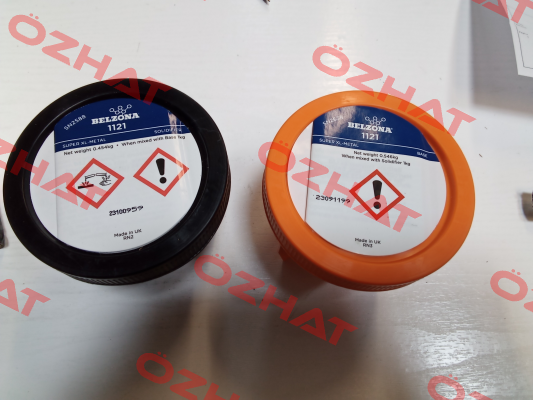 ÖZHAT
ÖZHAT
ÖZHAT
ÖZHAT
ÖZHAT
BELZONA
1121
SUPER XL-METAL
Net weight 0.454kg • When mixed with Base 1kg
23100959
Made in UK
RN2
BELZONA
1121
SUPER XL-METAL
BASE
Net weight 0.546kg
When mixed with Solidifier 1kg
23091199
Made in UK
ÖZHAT
ÖZHAT
ÖZHAT
ÖZHAT